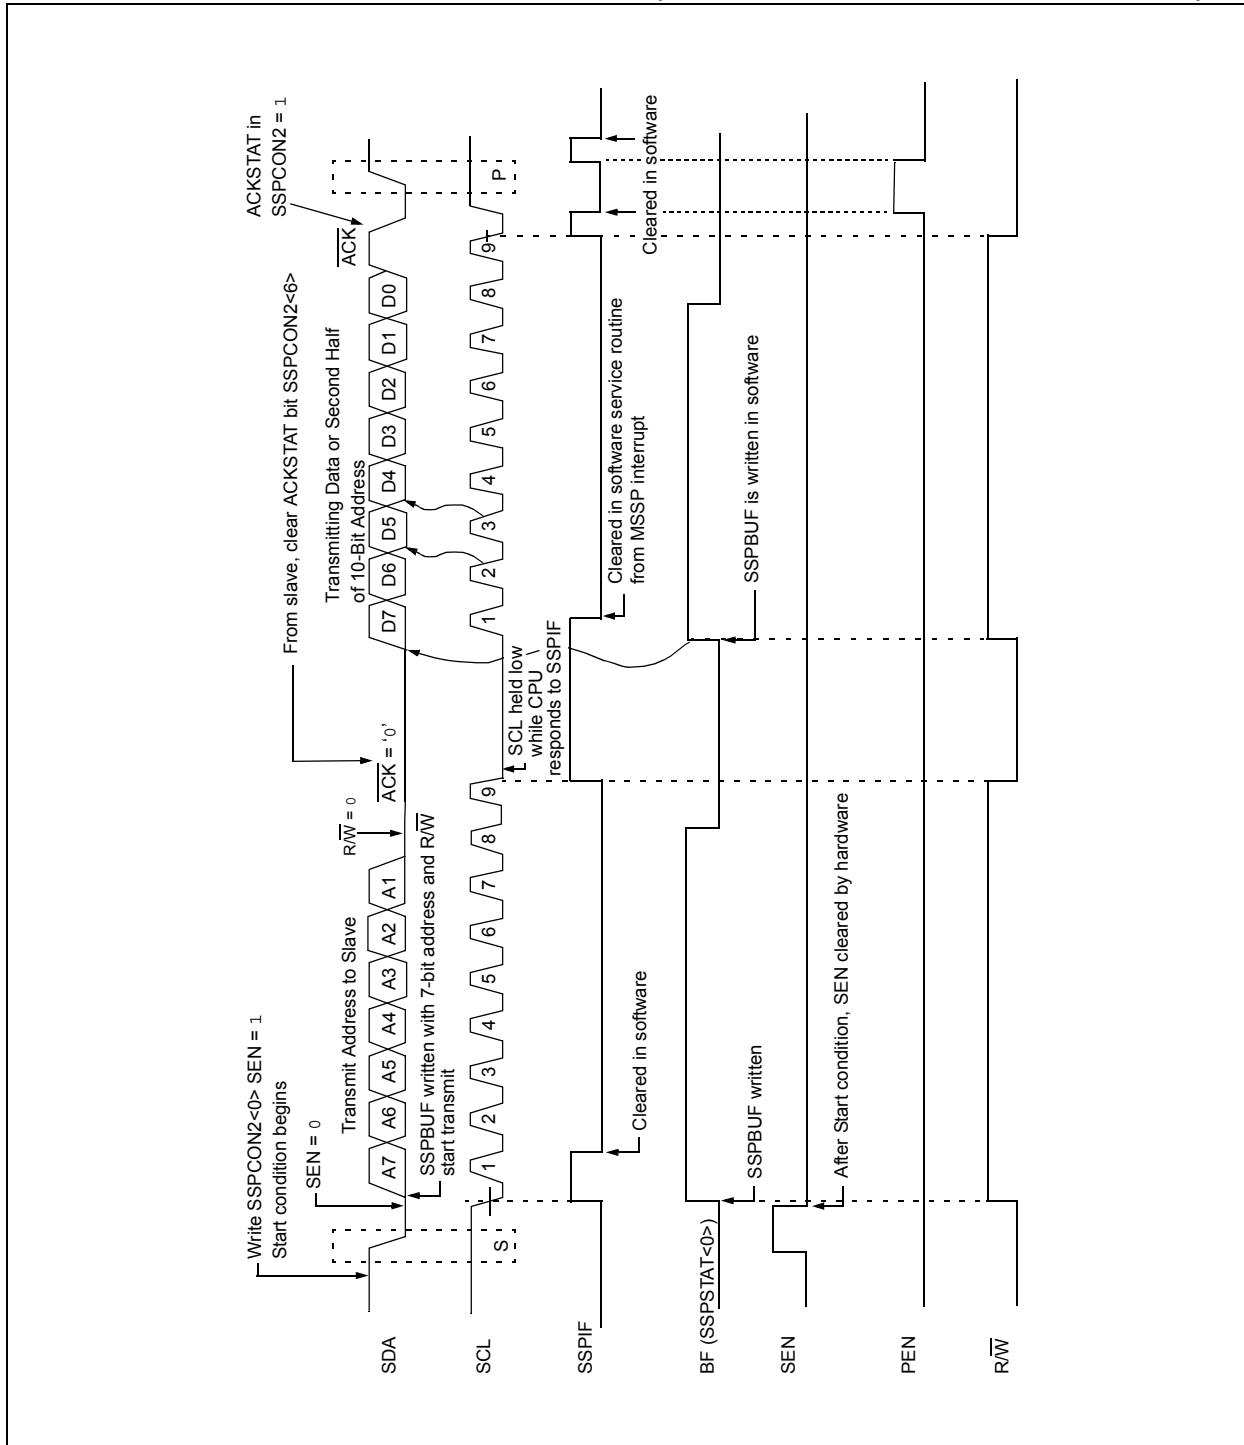 Write SSPCON2<0> SEN = 1
Start condition begins
SEN = 0
From slave, clear ACKSTAT bit SSPCON2<6>
ACKSTAT in
SSPCON2 = 1
Transmit Address to Slave
R/W = 0
ACK = '0'
Transmitting Data or Second Half
of 10-Bit Address
ACK
SDA
A7 A6 A5 A4 A3 A2 A1
D7 D6 D5 D4 D3 D2 D1 D0
SSPBUF written with 7-bit address and R/W
start transmit
SCL
S
1 2 3 4 5 6 7 8 9
1 2 3 4 5 6 7 8 9
P
SCL held low
while CPU
responds to SSPIF
SSPIF
Cleared in software
Cleared in software service routine
from MSSP interrupt
Cleared in software
Cleared in software
BF (SSPSTAT<0>)
SSPBUF written
SSPBUF is written in software
SEN
After Start condition, SEN cleared by hardware
PEN
R/W